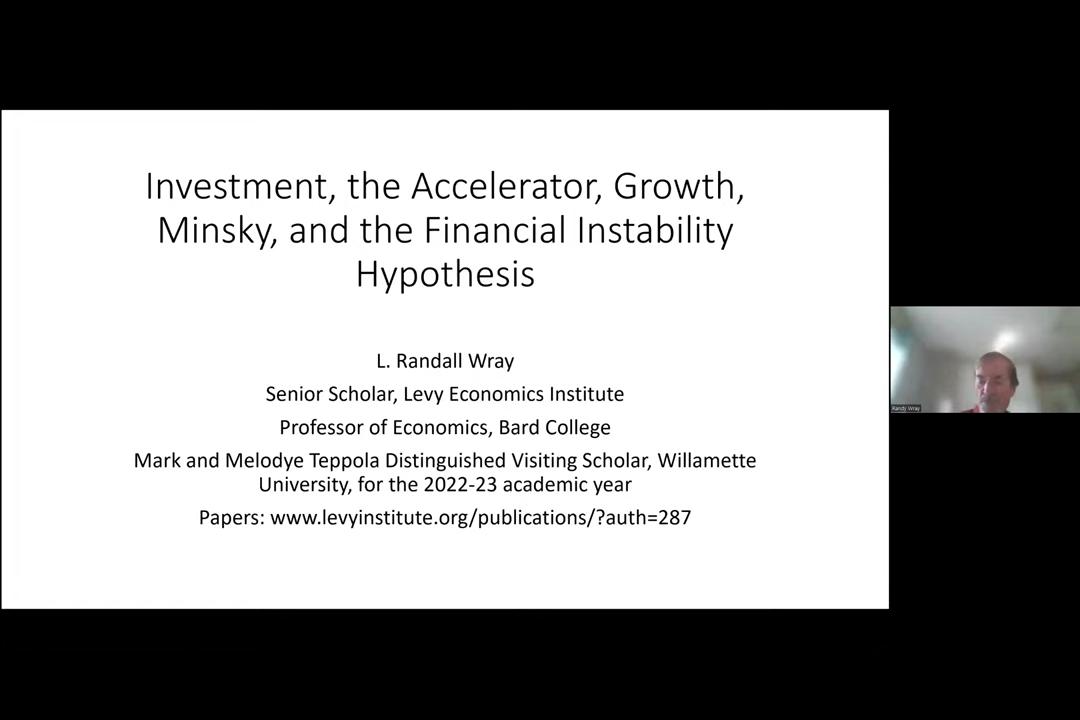 Investment, the Accelerator, Growth,
Minsky, and the Financial Instability
Hypothesis
L. Randall Wray
Senior Scholar, Levy Economics Institute
Professor of Economics, Bard College
Mark and Melodye Teppola Distinguished Visiting Scholar, Willamette
University, for the 2022-23 academic year
Papers: www.levyinstitute.org/publications/?auth=287
Randy Wray